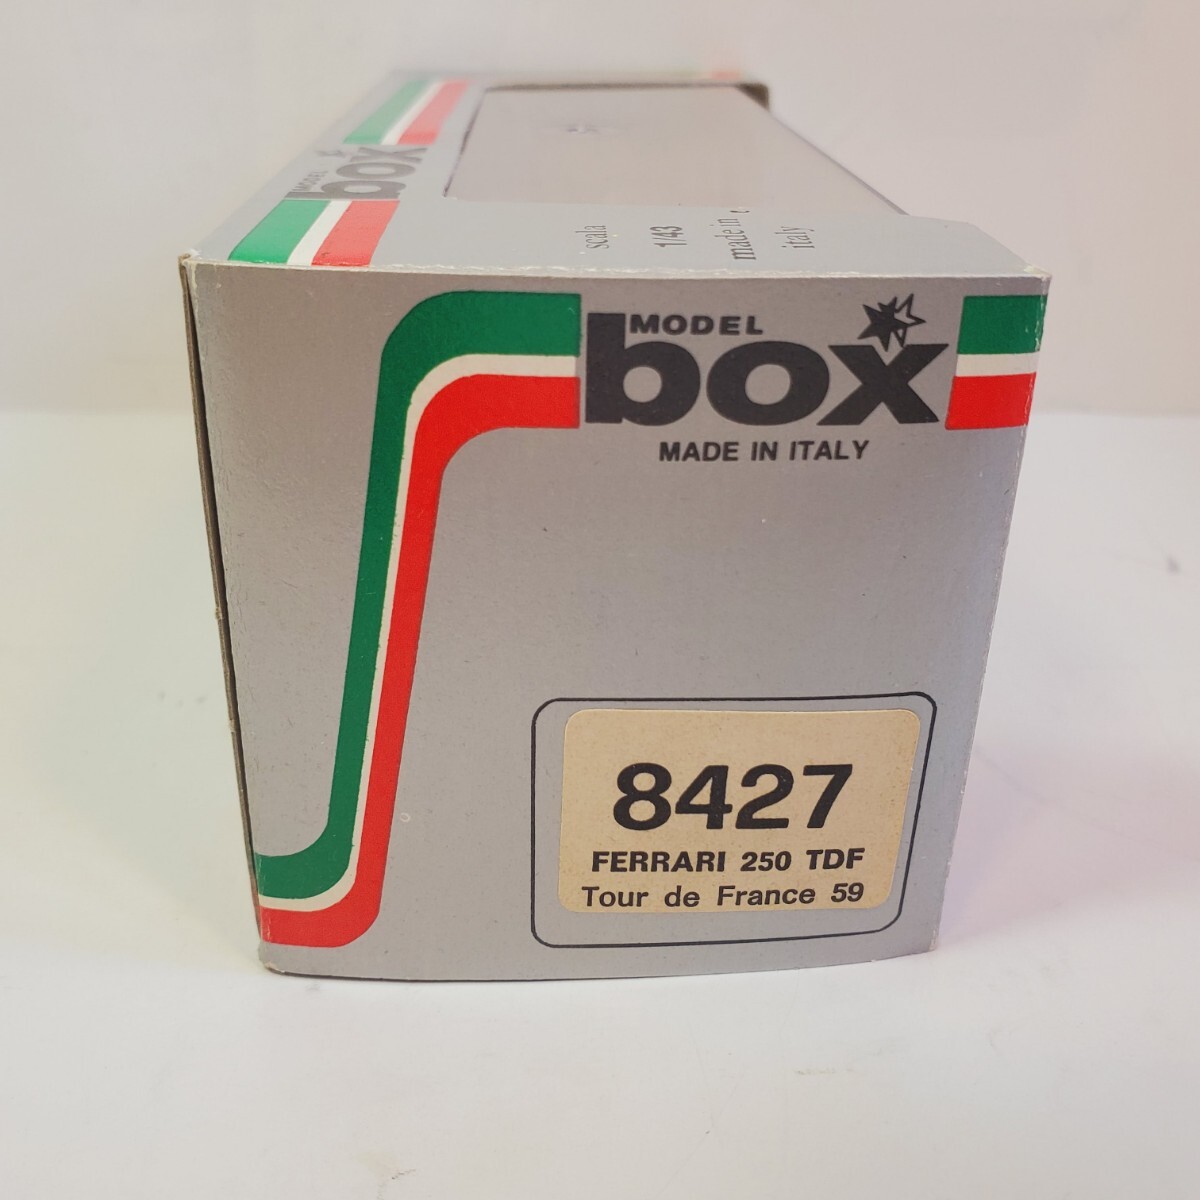 MODEL
box
scala
1/43
made in
italy
MODEL
box
MADE IN ITALY
8427
FERRARI 250 TDF
Tour de France 59